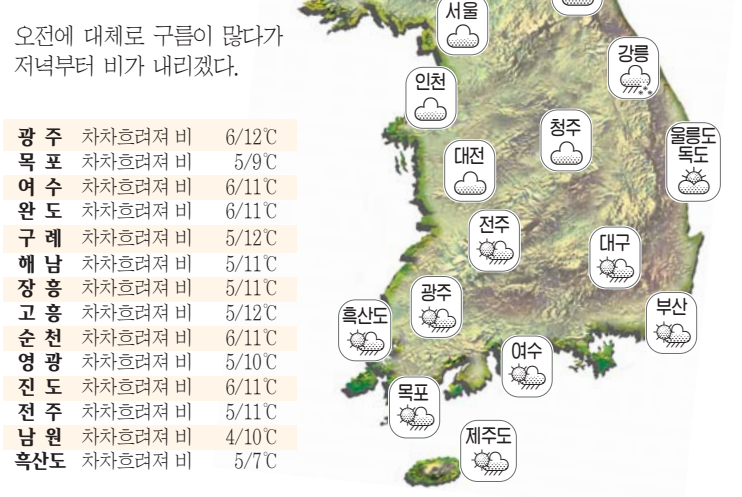 오전에 대체로 구름이 많다가
저녁부터 비가 내리겠다.
광 주 차차흐려져 비 6/12℃
목 포 차차흐려져 비 5/9℃
여 수 차차흐려져 비 6/11℃
완 도 차차흐려져 비 6/11℃
구 례 차차흐려져 비 5/12℃
해 남 차차흐려져 비 5/11℃
장 흥 차차흐려져 비 5/11℃
고 흥 차차흐려져 비 5/12℃
순 천 차차흐려져 비 6/11℃
영 광 차차흐려져 비 5/10℃
진 도 차차흐려져 비 6/11℃
전 주 차차흐려져 비 5/11℃
남 원 차차흐려져 비 4/10℃
흑산도 차차흐려져 비 5/7℃
서울
강릉
인천
청주
울릉도
독도
대전
전주
대구
광주
부산
흑산도
여수
목포
제주도